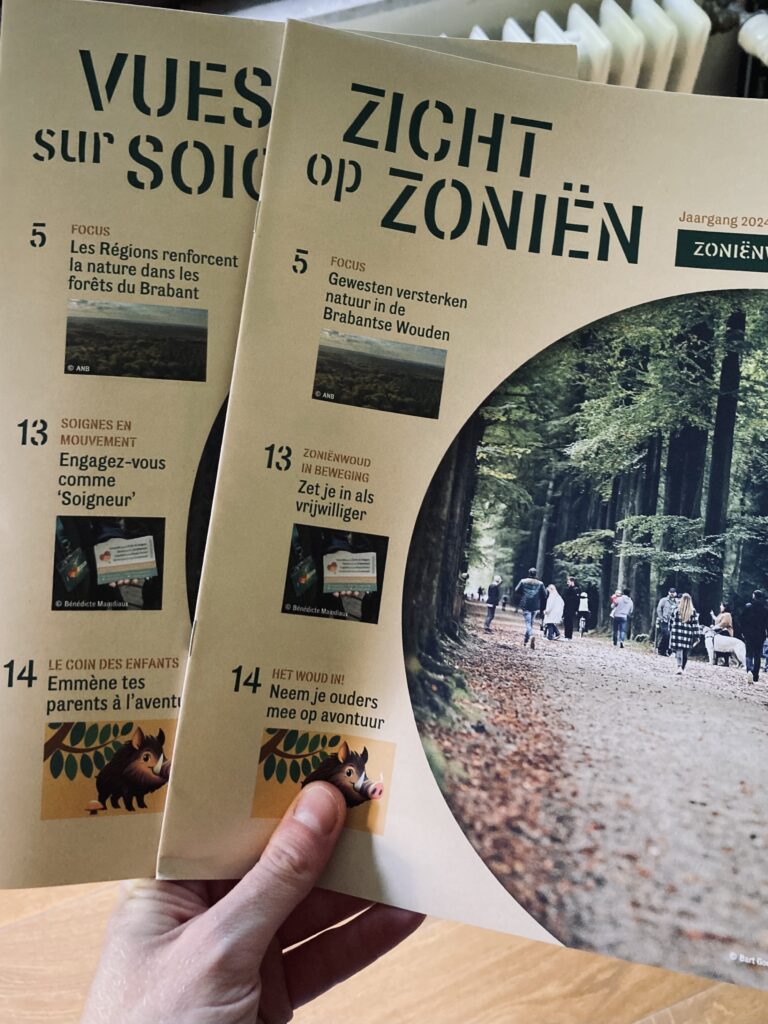 VUES
sur SOIG
5
FOCUS
Les Régions renforcent
la nature dans les
forêts du Brabant
© ANB
13
SOIGNES EN
MOUVEMENT
Engagez-vous
comme
‘Soigneur’
© Bénédicte Maindiaux
14
LE COIN DES ENFANTS
Emmène tes
parents à l’aventu
ZICHT
op ZONIËN
Jaargang 2024
ZONIËNW
5
FOCUS
Gewesten versterken
natuur in de
Brabantse Wouden
© ANB
13
ZONIËNWOUD
IN BEWEGING
Zet je in als
vrijwilliger
© Bénédicte Maindiaux
14
HET WOUD IN!
Neem je ouders
mee op avontuur
© Bart